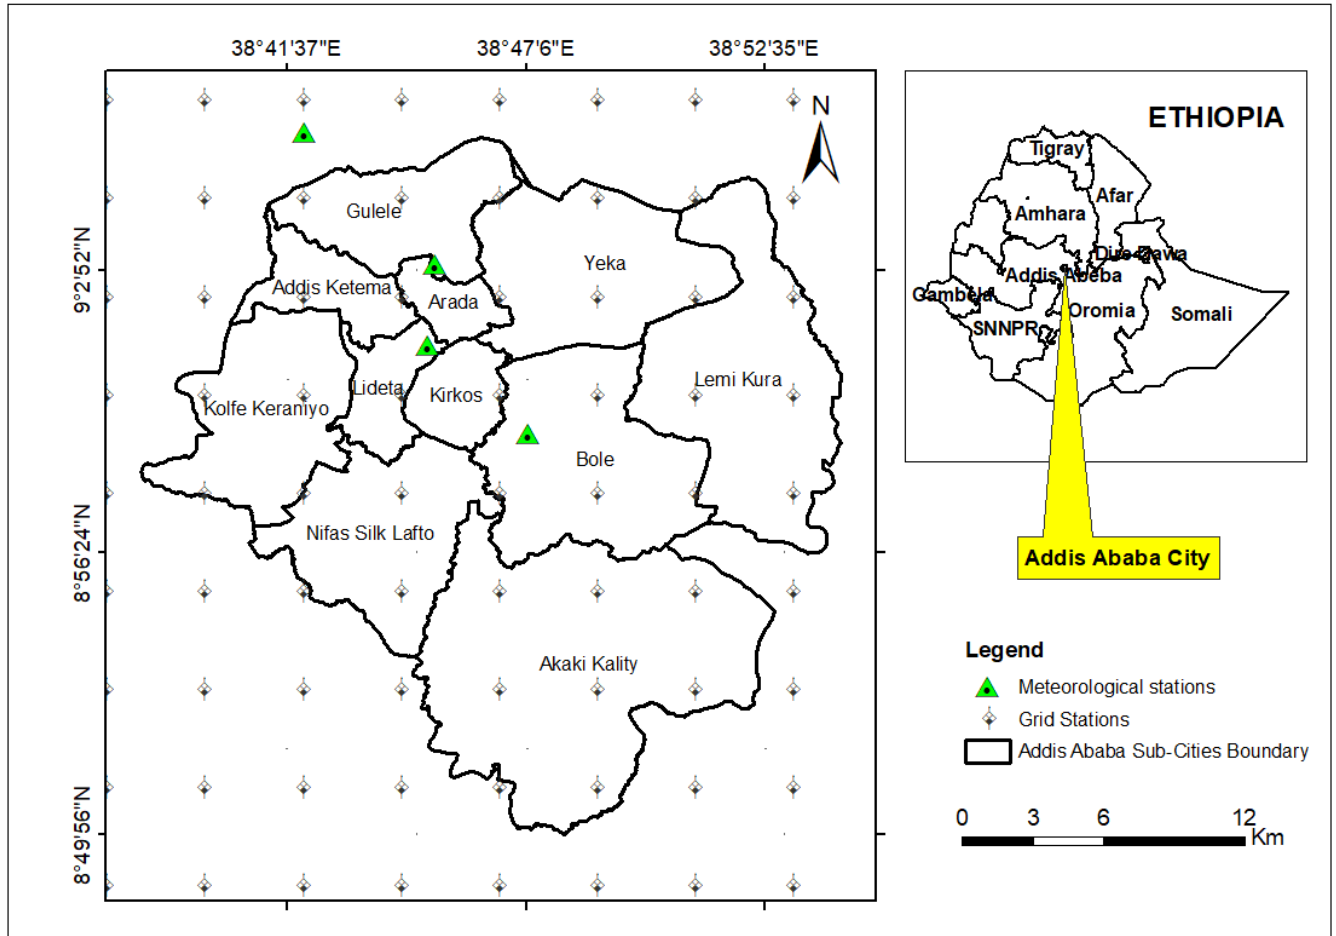 38°41'37"E
38°47'6"E
38°52'35"E
9°2'52"N
8°56'24"N
8°49'56"N
N
Gulele
Yeka
Addis Ketema
Arada
Lemi Kura
Lideta
Kirkos
Kolfe Keraniyo
Bole
Nifas Silk Lafto
Akaki Kality
ETHIOPIA
Tigray
Afar
Amhara
Dire Dawa
Addis Abeba
Gambela
Oromia
Somali
SNNPR
Addis Ababa City
Legend
Meteorological stations
Grid Stations
Addis Ababa Sub-Cities Boundary
0 3 6 12
Km